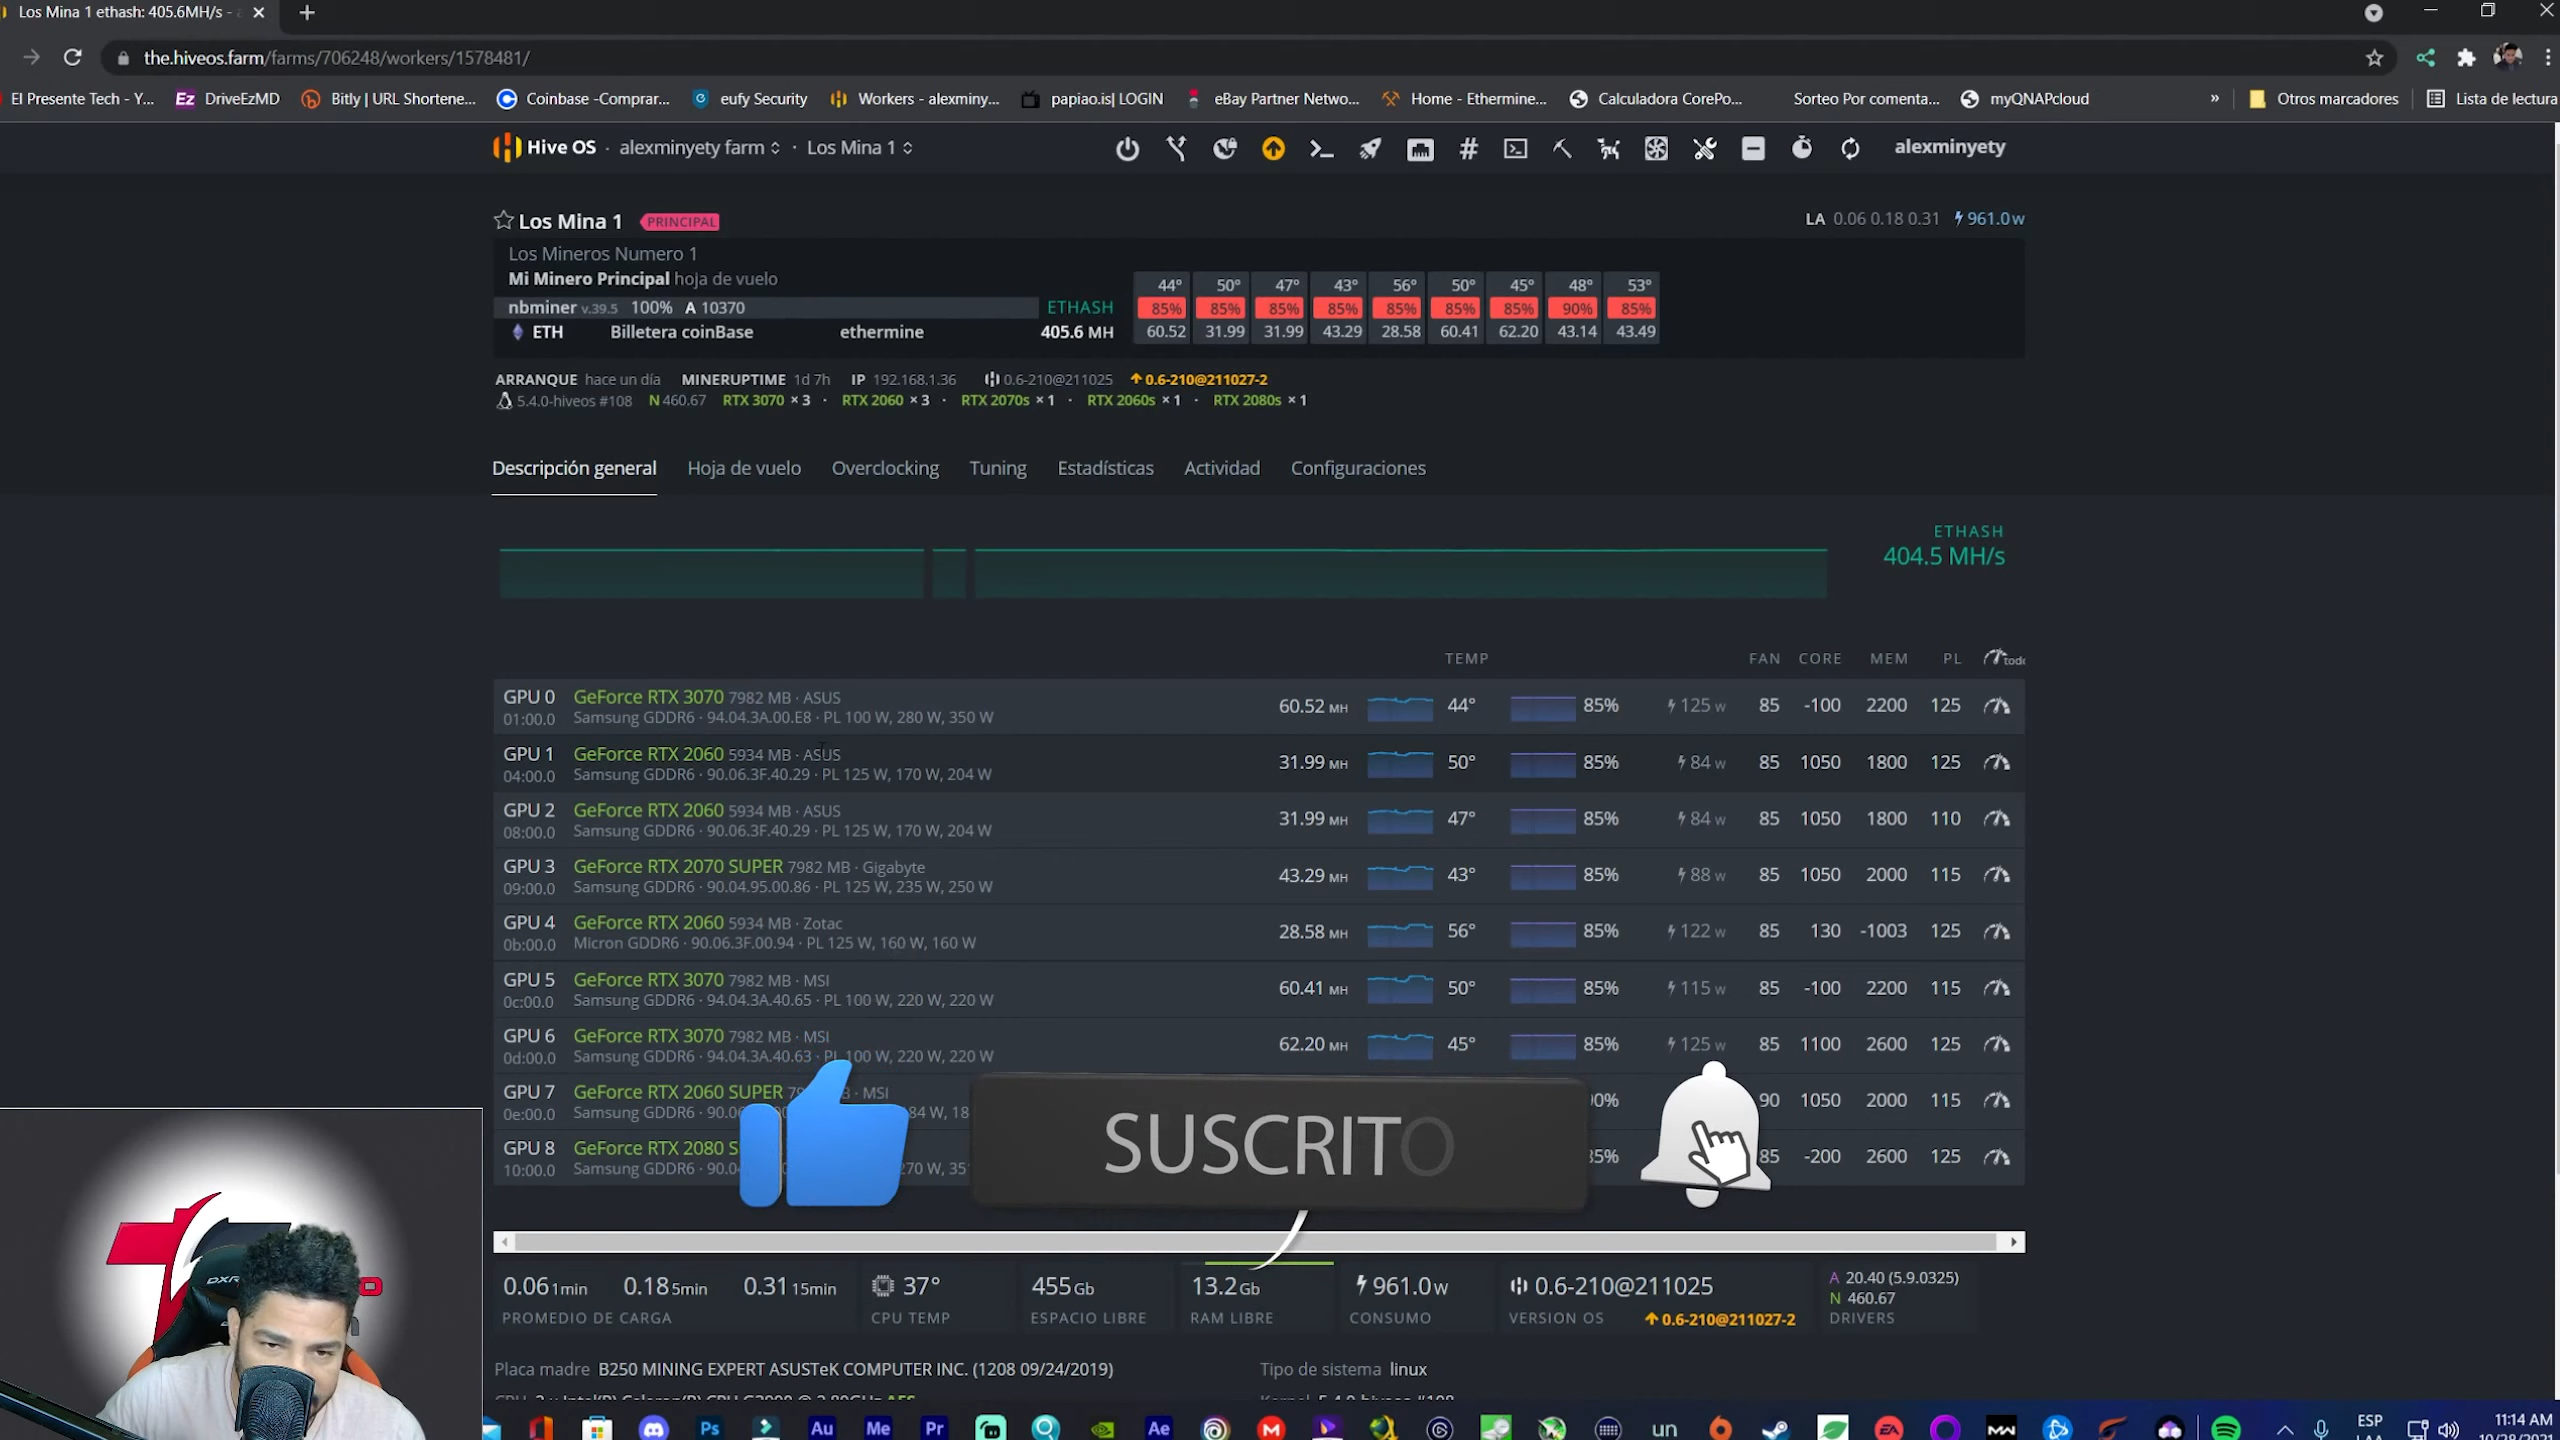 Los Mina 1 ethash: 405.6MH/s -
the.hiveos.farm/farms/706248/workers/1578481/
El Presente Tech - Y... DriveEzMD Bitly | URL Shortene... Coinbase -Comprar... eufy Security Workers - alexminy... papiao.is| LOGIN eBay Partner Netwo... Home - Ethermine... Calculadora CorePo... Sorteo Por comenta... myQNAPcloud » Otros marcadores Lista de lectura
Hive OS · alexminyety farm · Los Mina 1 alexminyety
Los Mina 1 PRINCIPAL LA 0.06 0.18 0.31 961.0 w
Los Mineros Numero 1
Mi Minero Principal hoja de vuelo 44° 50° 47° 43° 56° 50° 45° 48° 53°
nbminer v.39.5 100% A 10370 ETHASH 85% 85% 85% 85% 85% 85% 85% 90% 85%
ETH Billetera coinBase ethermine 405.6 MH 60.52 31.99 31.99 43.29 28.58 60.41 62.20 43.14 43.49
ARRANQUE hace un día MINERUPTIME 1d 7h IP 192.168.1.36 0.6-210@211025 0.6-210@211027-2
5.4.0-hiveos #108 N 460.67 RTX 3070 × 3 · RTX 2060 × 3 · RTX 2070s × 1 · RTX 2060s × 1 · RTX 2080s × 1
Descripción general Hoja de vuelo Overclocking Tuning Estadísticas Actividad Configuraciones
ETHASH
404.5 MH/s
TEMP FAN CORE MEM PL todo
GPU 0 GeForce RTX 3070 7982 MB · ASUS 60.52 MH 44° 85% 125 w 85 -100 2200 125
01:00.0 Samsung GDDR6 · 94.04.3A.00.E8 · PL 100 W, 280 W, 350 W
GPU 1 GeForce RTX 2060 5934 MB · ASUS 31.99 MH 50° 85% 84 w 85 1050 1800 125
04:00.0 Samsung GDDR6 · 90.06.3F.40.29 · PL 125 W, 170 W, 204 W
GPU 2 GeForce RTX 2060 5934 MB · ASUS 31.99 MH 47° 85% 84 w 85 1050 1800 110
08:00.0 Samsung GDDR6 · 90.06.3F.40.29 · PL 125 W, 170 W, 204 W
GPU 3 GeForce RTX 2070 SUPER 7982 MB · Gigabyte 43.29 MH 43° 85% 88 w 85 1050 2000 115
09:00.0 Samsung GDDR6 · 90.04.95.00.86 · PL 125 W, 235 W, 250 W
GPU 4 GeForce RTX 2060 5934 MB · Zotac 28.58 MH 56° 85% 122 w 85 130 -1003 125
0b:00.0 Micron GDDR6 · 90.06.3F.00.94 · PL 125 W, 160 W, 160 W
GPU 5 GeForce RTX 3070 7982 MB · MSI 60.41 MH 50° 85% 115 w 85 -100 2200 115
0c:00.0 Samsung GDDR6 · 94.04.3A.40.65 · PL 100 W, 220 W, 220 W
GPU 6 GeForce RTX 3070 7982 MB · MSI 62.20 MH 45° 85% 125 w 85 1100 2600 125
0d:00.0 Samsung GDDR6 · 94.04.3A.40.63 · PL 100 W, 220 W, 220 W
GPU 7 GeForce RTX 2060 SUPER MSI 90 1050 2000 115
0e:00.0 Samsung GDDR6
GPU 8 GeForce RTX 2080 85 -200 2600 125
10:00.0 Samsung GDDR6
SUSCRITO
0.06 1min 0.18 5min 0.31 15min 37° 455 Gb 13.2 Gb 961.0 w 0.6-210@211025 A 20.40 (5.9.0325)
N 460.67
PROMEDIO DE CARGA CPU TEMP ESPACIO LIBRE RAM LIBRE CONSUMO VERSION OS 0.6-210@211027-2 DRIVERS
Placa madre B250 MINING EXPERT ASUSTeK COMPUTER INC. (1208 09/24/2019) Tipo de sistema linux
Ps Au Me Pr Ae un EA ESP 11:14 AM